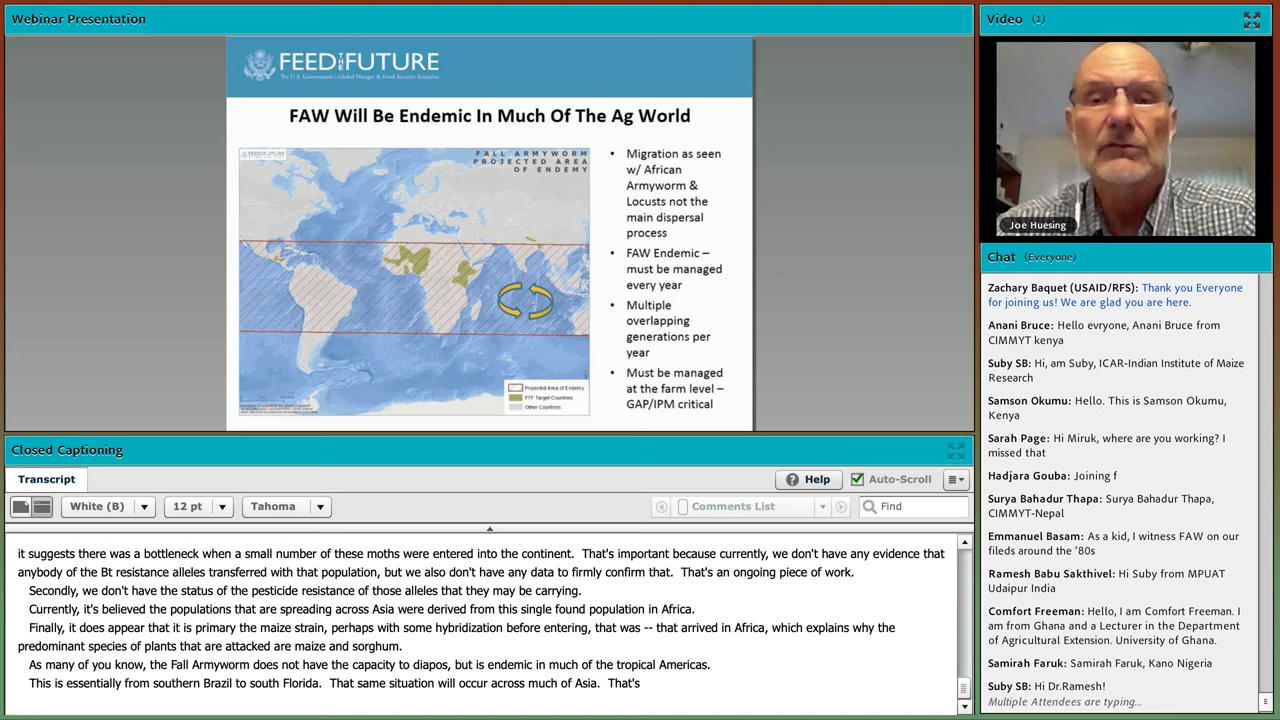 Webinar Presentation
FEED THE FUTURE
The U.S. Government's Global Hunger & Food Security Initiative
FAW Will Be Endemic In Much Of The Ag World
FEED THE FUTURE
FALL ARMYWORM
PROJECTED AREA
OF ENDEMY
Projected Area of Endemy
FTF Target Countries
Other Countries
• Migration as seen
w/ African
Armyworm &
Locusts not the
main dispersal
process
• FAW Endemic –
must be managed
every year
• Multiple
overlapping
generations per
year
• Must be managed
at the farm level –
GAP/IPM critical
Video (1)
Joe Huesing
Chat (Everyone)
Zachary Baquet (USAID/RFS): Thank you Everyone
for joining us! We are glad you are here.
Anani Bruce: Hello evryone, Anani Bruce from
CIMMYT kenya
Suby SB: Hi, am Suby, ICAR-Indian Institute of Maize
Research
Samson Okumu: Hello. This is Samson Okumu,
Kenya
Sarah Page: Hi Miruk, where are you working? I
missed that
Hadjara Gouba: Joining f
Surya Bahadur Thapa: Surya Bahadur Thapa,
CIMMYT-Nepal
Emmanuel Basam: As a kid, I witness FAW on our
fileds around the '80s
Ramesh Babu Sakthivel: Hi Suby from MPUAT
Udaipur India
Comfort Freeman: Hello, I am Comfort Freeman. I
am from Ghana and a Lecturer in the Department
of Agricultural Extension. University of Ghana.
Samirah Faruk: Samirah Faruk, Kano Nigeria
Suby SB: Hi Dr.Ramesh!
Multiple Attendees are typing...
Closed Captioning
Transcript
Help
Auto-Scroll
White (B)
12 pt
Tahoma
Comments List
Find
it suggests there was a bottleneck when a small number of these moths were entered into the continent. That's important because currently, we don't have any evidence that
anybody of the Bt resistance alleles transferred with that population, but we also don't have any data to firmly confirm that. That's an ongoing piece of work.
Secondly, we don't have the status of the pesticide resistance of those alleles that they may be carrying.
Currently, it's believed the populations that are spreading across Asia were derived from this single found population in Africa.
Finally, it does appear that it is primary the maize strain, perhaps with some hybridization before entering, that was -- that arrived in Africa, which explains why the
predominant species of plants that are attacked are maize and sorghum.
As many of you know, the Fall Armyworm does not have the capacity to diapos, but is endemic in much of the tropical Americas.
This is essentially from southern Brazil to south Florida. That same situation will occur across much of Asia. That's